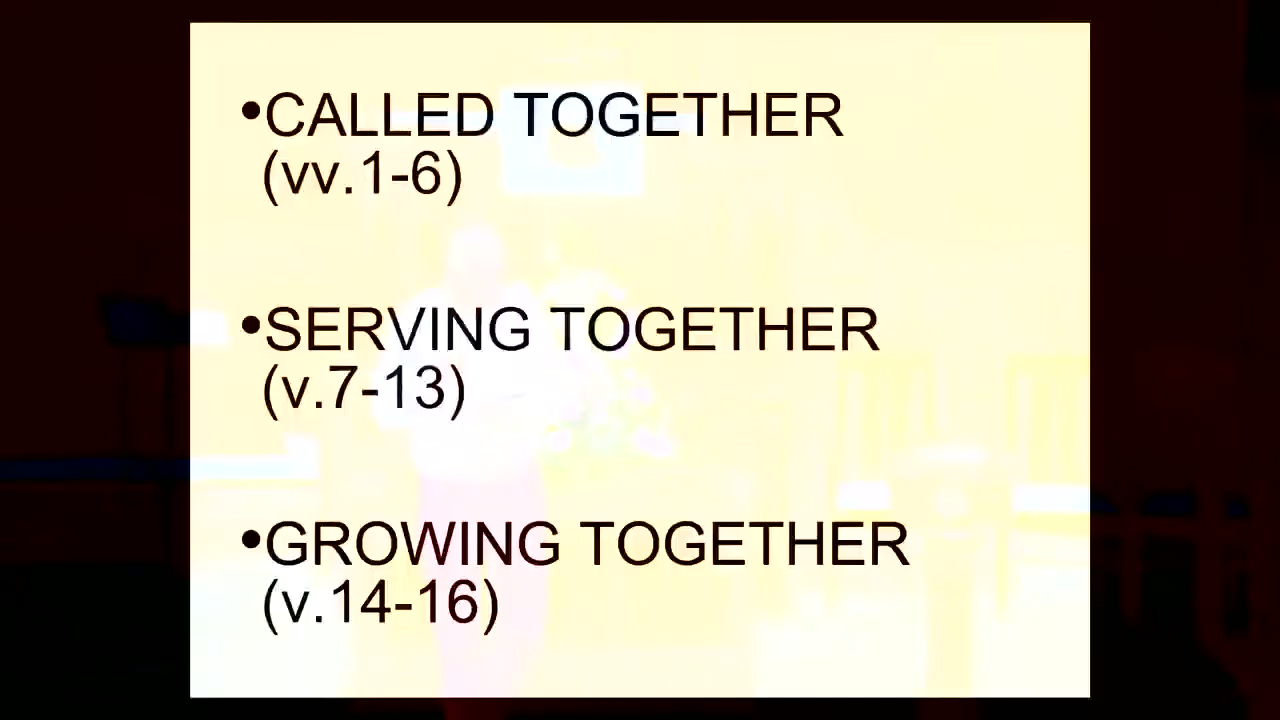 •CALLED TOGETHER
(vv.1-6)
•SERVING TOGETHER
(v.7-13)
•GROWING TOGETHER
(v.14-16)